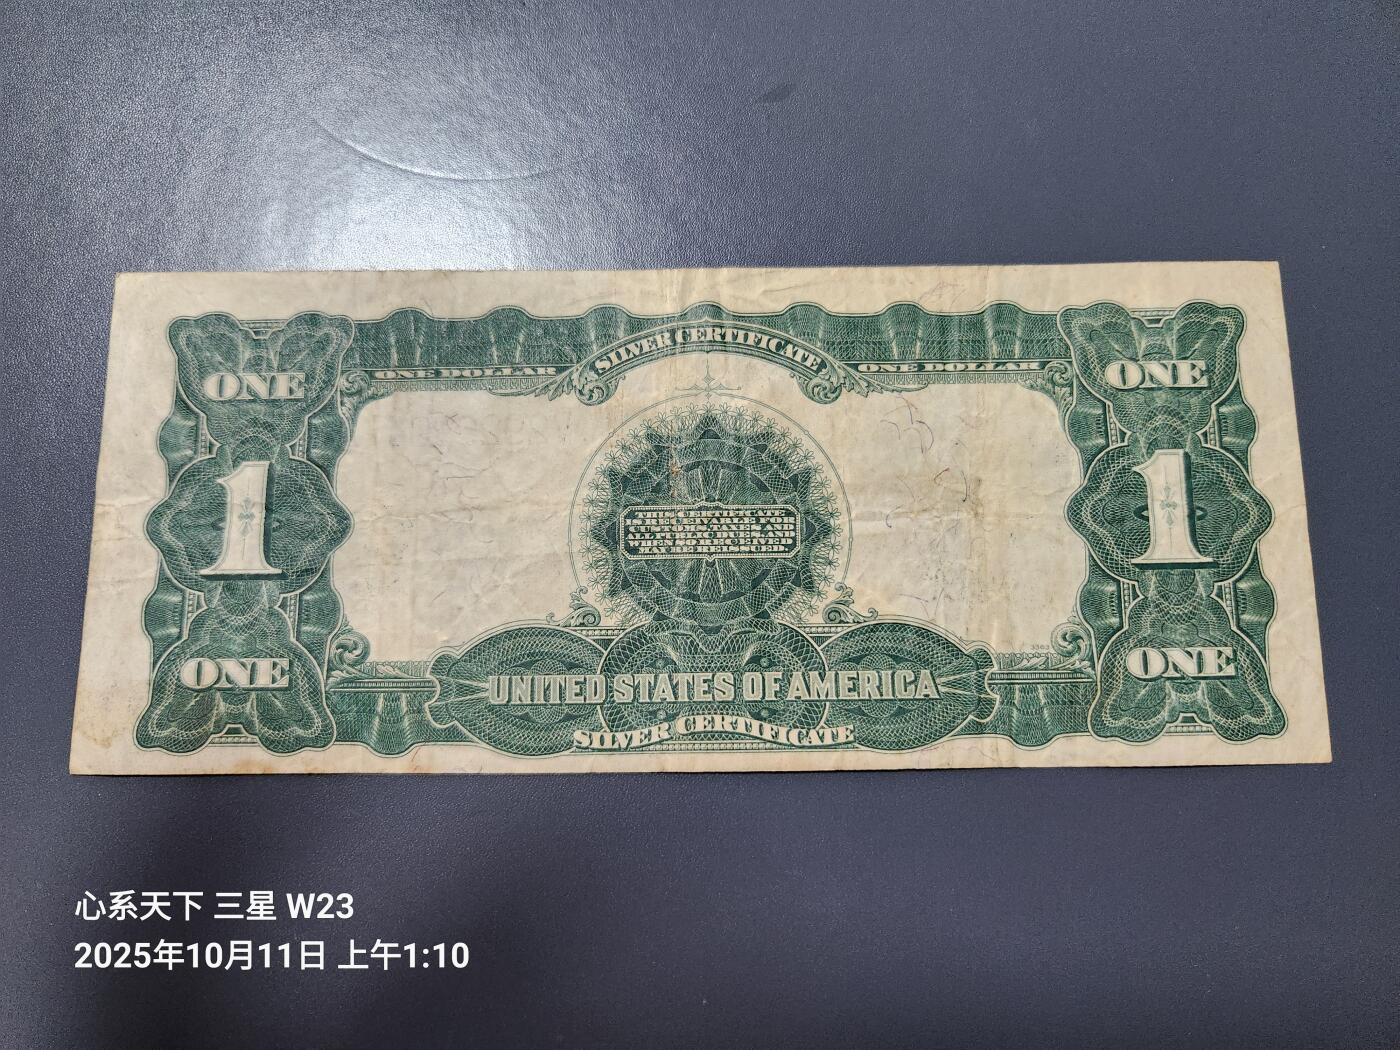 SILVER CERTIFICATE
ONE DOLLAR ONE DOLLAR
ONE ONE
1 1
THIS CERTIFICATE
IS RECEIVABLE FOR
CUSTOMS, TAXES AND
ALL PUBLIC DUES, AND
WHEN SO RECEIVED
MAY BE REISSUED.
ONE ONE
UNITED STATES OF AMERICA
SILVER CERTIFICATE
心系天下 三星 W23
2025年10月11日 上午1:10